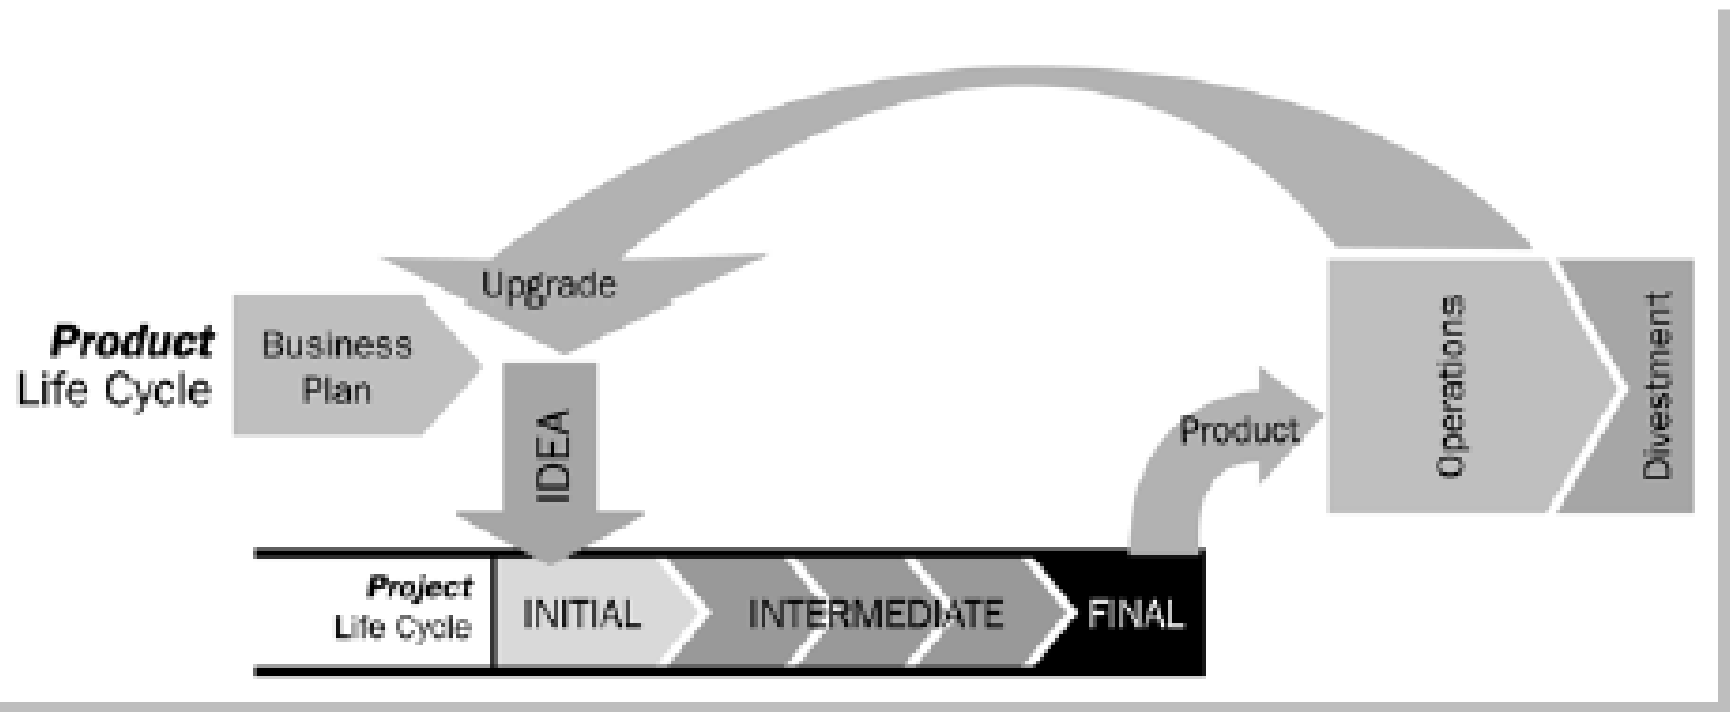 Upgrade
Product
Life Cycle
Business
Plan
IDEA
Product
Operations
Divestment
Project
Life Cycle
INITIAL
INTERMEDIATE
FINAL